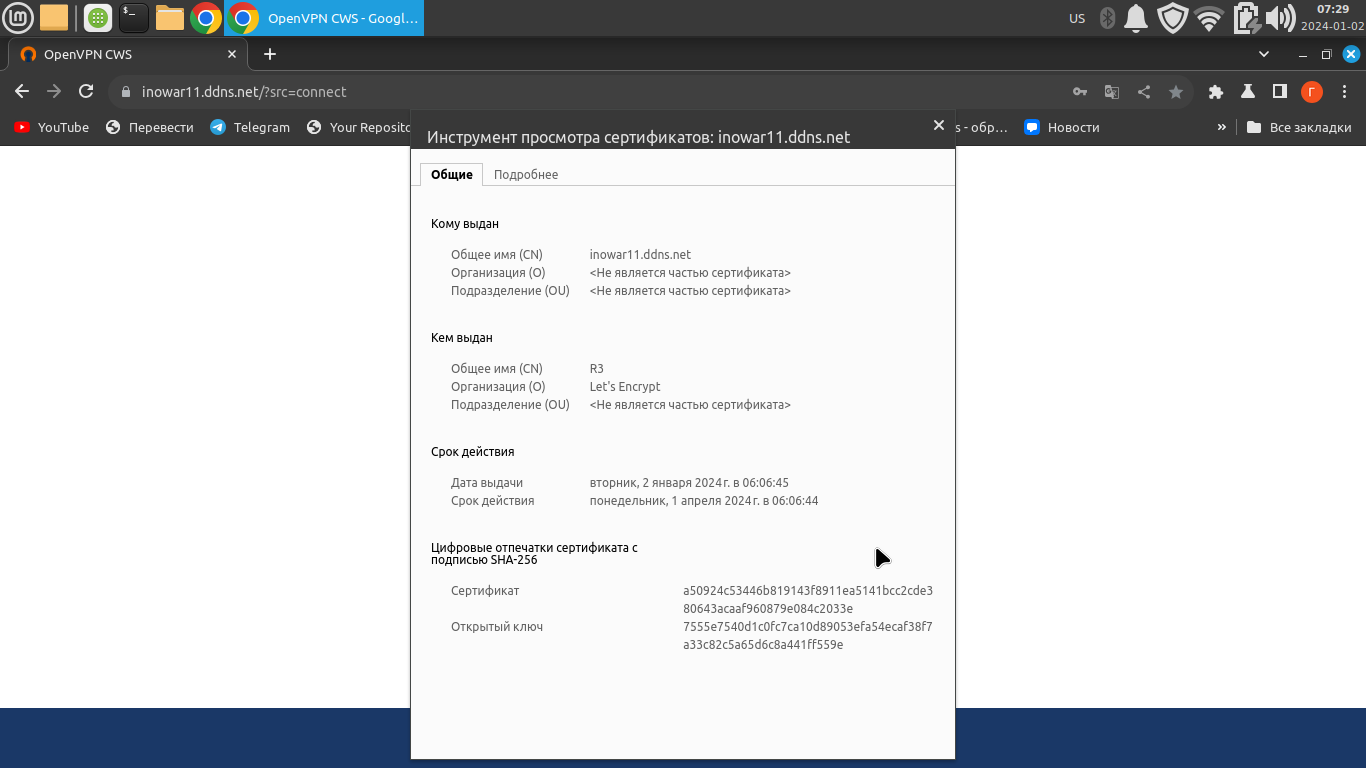 OpenVPN CWS - Googl...
US
07:29
2024-01-02
OpenVPN CWS
inowar11.ddns.net/?src=connect
Г
YouTube
Перевести
Telegram
Your Reposito
s - обр...
Новости
»
Все закладки
Инструмент просмотра сертификатов: inowar11.ddns.net
Общие
Подробнее
Кому выдан
Общее имя (CN) inowar11.ddns.net
Организация (O) <Не является частью сертификата>
Подразделение (OU) <Не является частью сертификата>
Кем выдан
Общее имя (CN) R3
Организация (O) Let's Encrypt
Подразделение (OU) <Не является частью сертификата>
Срок действия
Дата выдачи вторник, 2 января 2024 г. в 06:06:45
Срок действия понедельник, 1 апреля 2024 г. в 06:06:44
Цифровые отпечатки сертификата с
подписью SHA-256
Сертификат a50924c53446b819143f8911ea5141bcc2cde3
80643acaaf960879e084c2033e
Открытый ключ 7555e7540d1c0fc7ca10d89053efa54ecaf38f7
a33c82c5a65d6c8a441ff559e